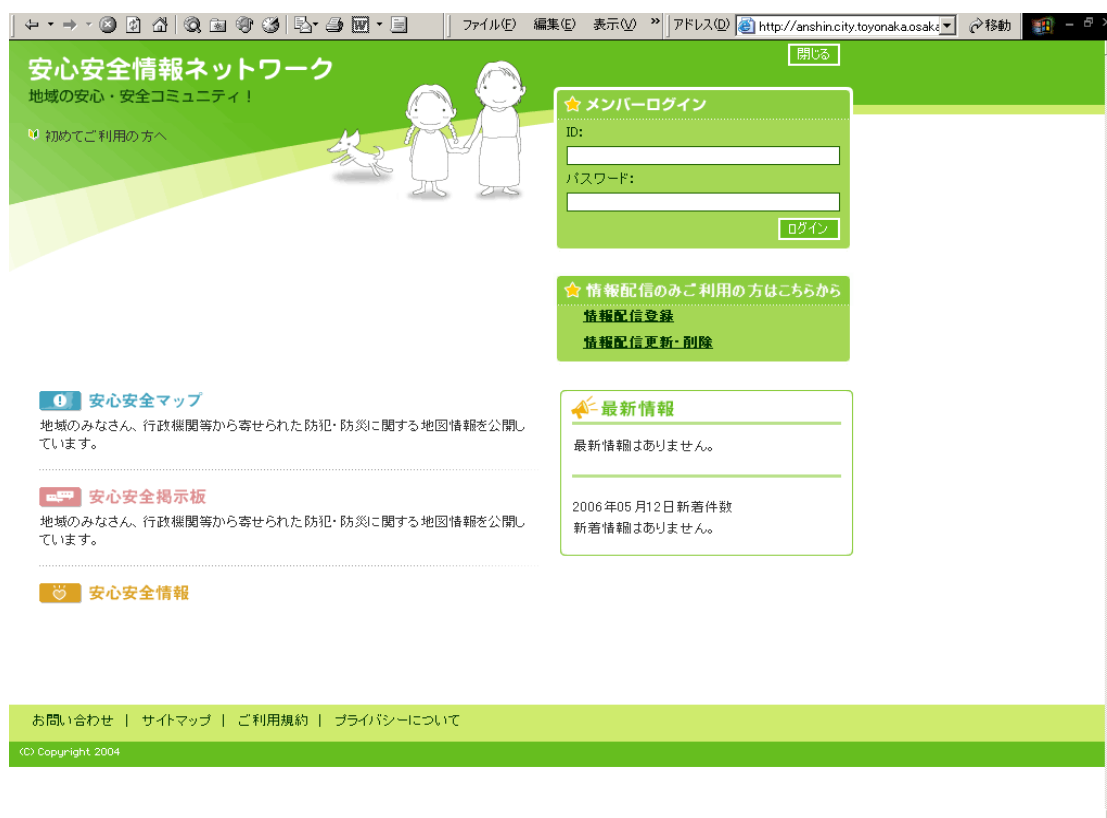 ファイル(F) 編集(E) 表示(V) » アドレス(D) http://anshin.city.toyonaka.osaka 移動
閉じる
安心安全情報ネットワーク
地域の安心・安全コミュニティ！
初めてご利用の方へ
メンバーログイン
ID:
パスワード:
ログイン
情報配信のみご利用の方はこちらから
情報配信登録
情報配信更新・削除
安心安全マップ
地域のみなさん、行政機関等から寄せられた防犯・防災に関する地図情報を公開し
ています。
安心安全掲示板
地域のみなさん、行政機関等から寄せられた防犯・防災に関する地図情報を公開し
ています。
安心安全情報
最新情報
最新情報はありません。
2006年05月12日新着件数
新着情報はありません。
お問い合わせ | サイトマップ | ご利用規約 | プライバシーについて
(C) Copyright 2004